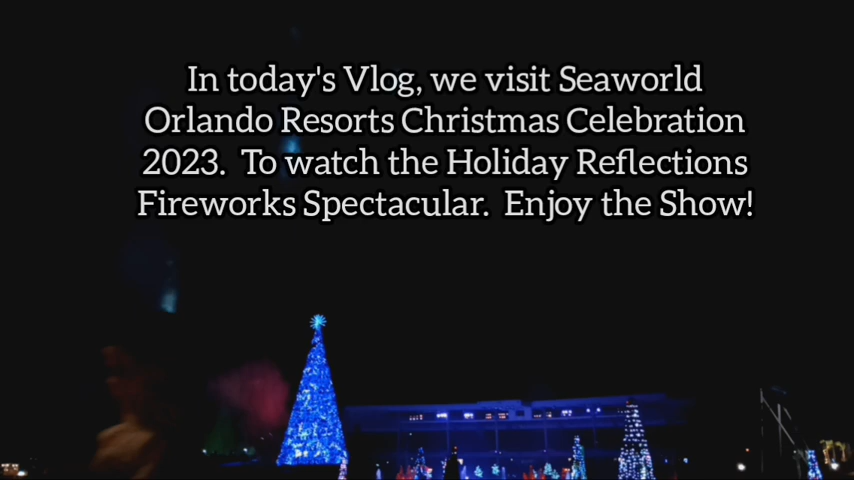 In today's Vlog, we visit Seaworld
Orlando Resorts Christmas Celebration
2023.  To watch the Holiday Reflections
Fireworks Spectacular.  Enjoy the Show!